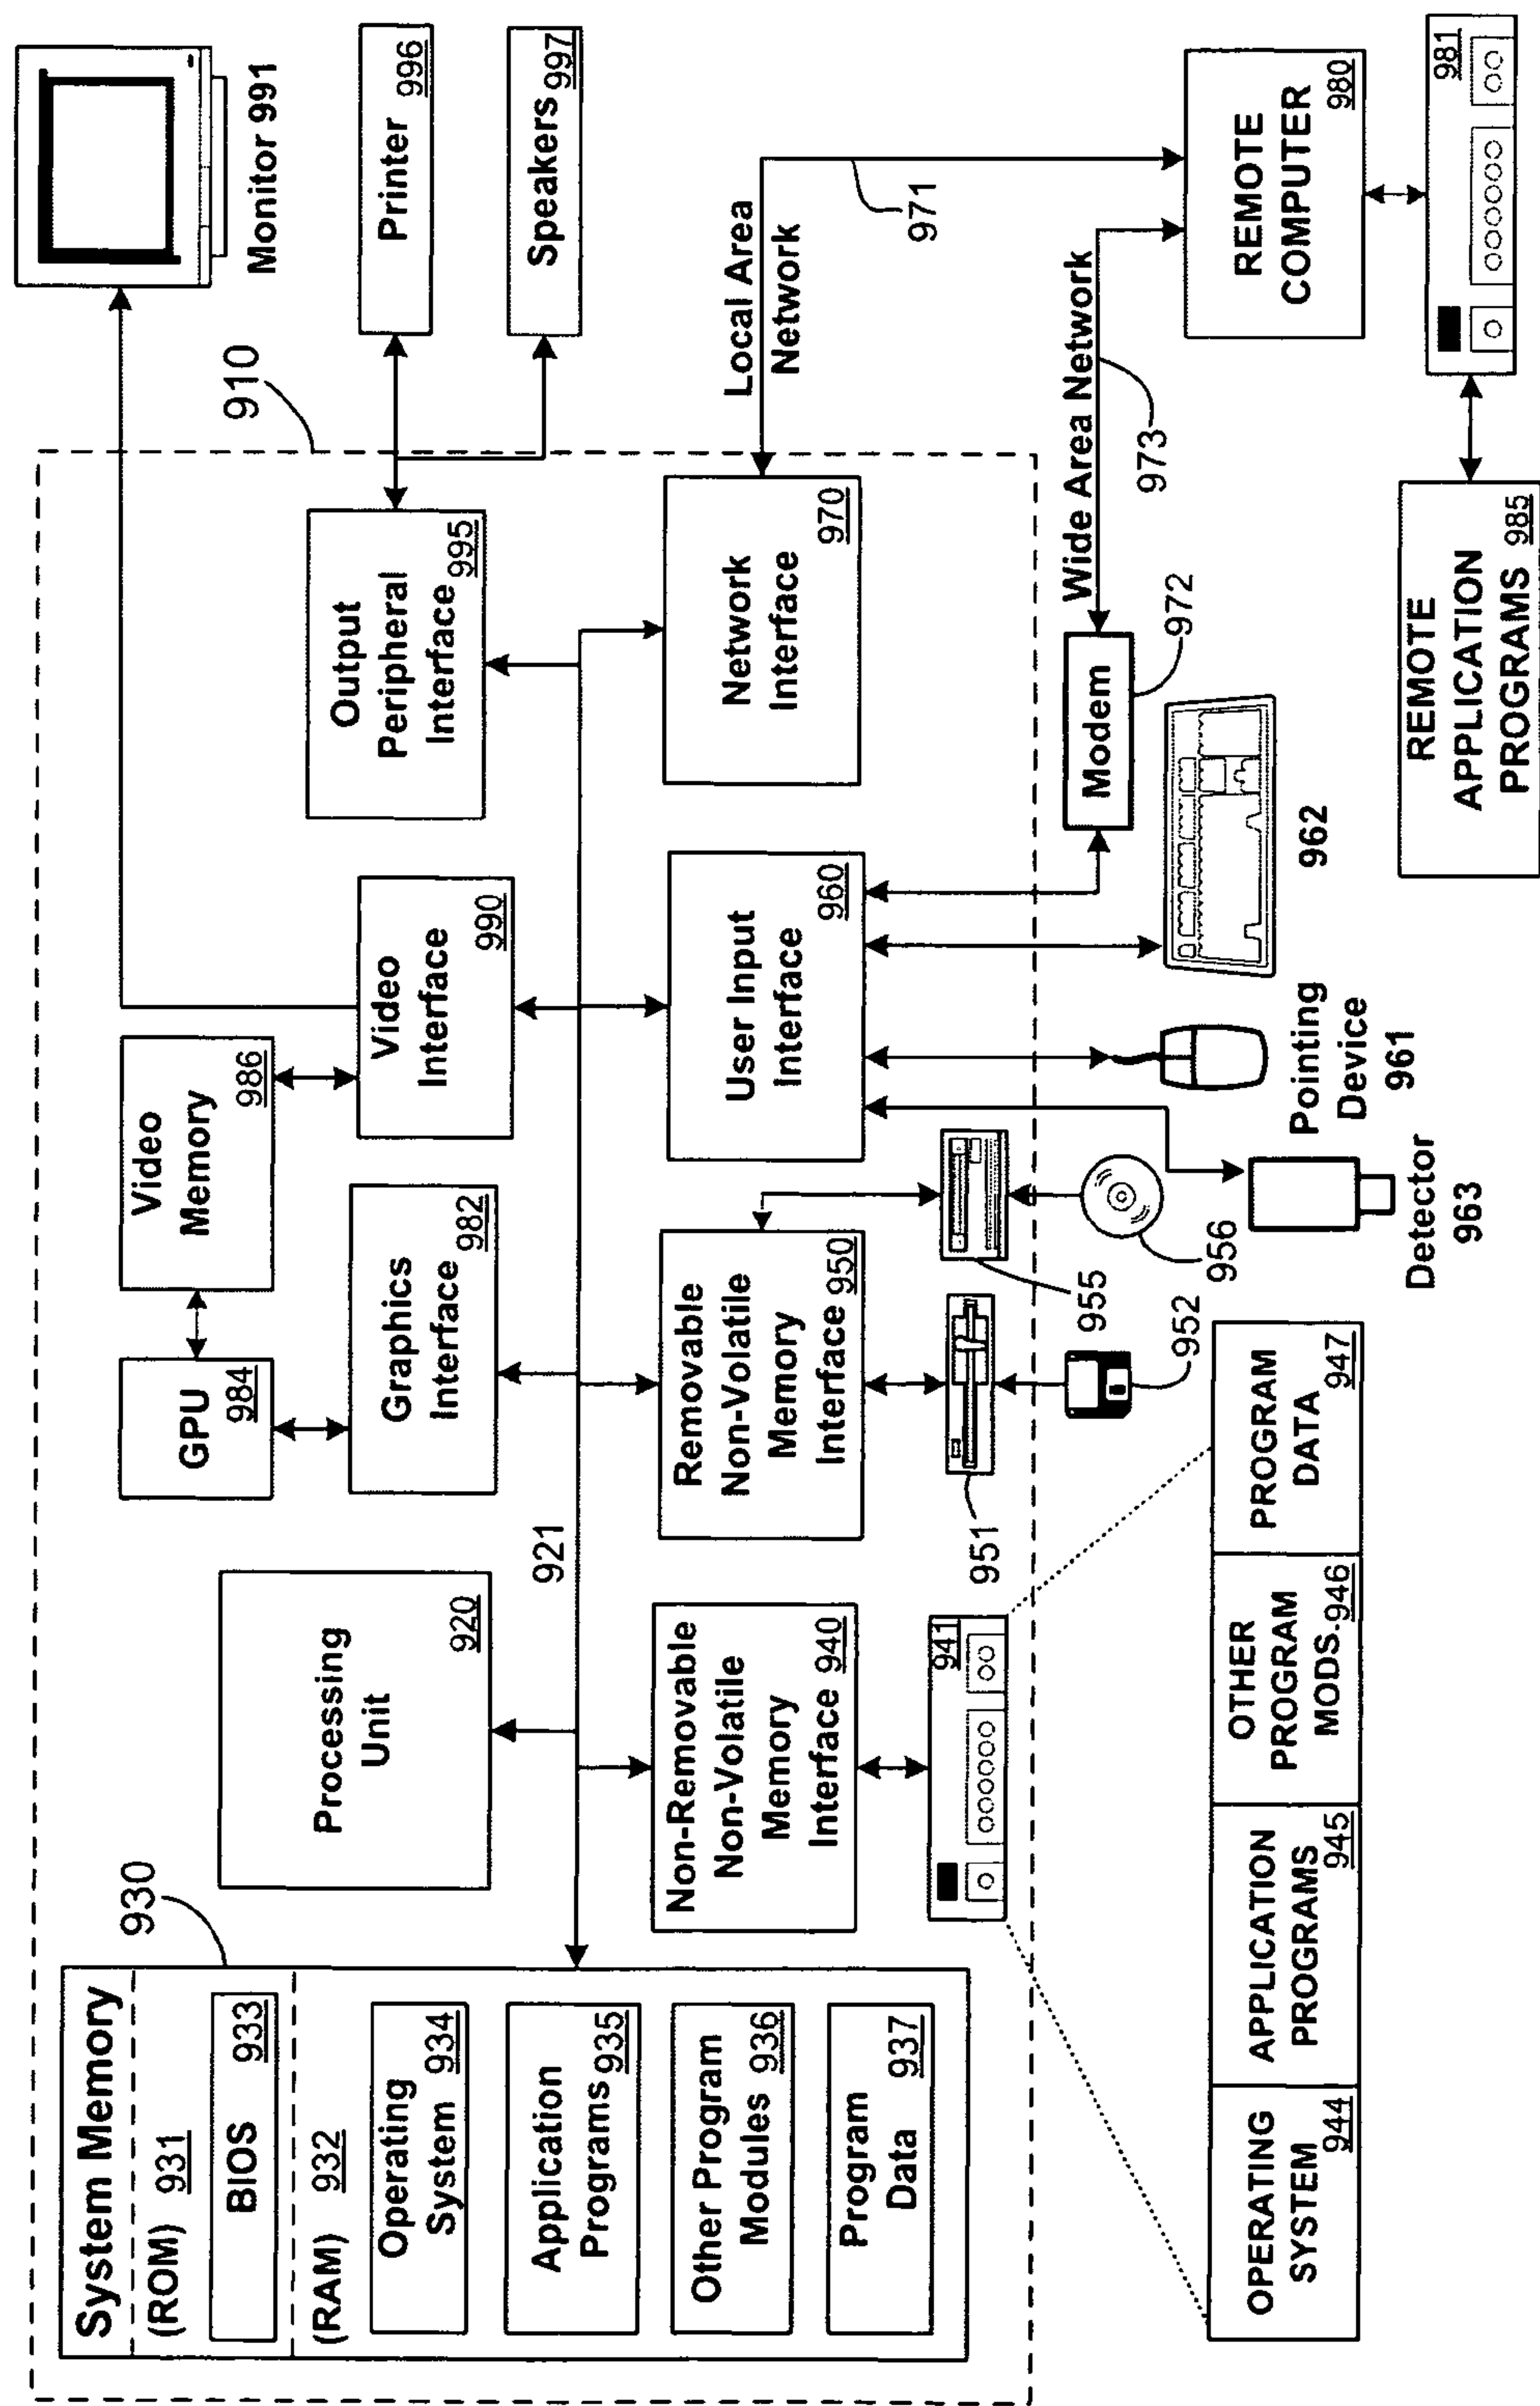 System Memory
(ROM) 931
BIOS 933
(RAM) 932
Operating
System 934
Application
Programs 935
Other Program
Modules 936
Program
Data 937
930
Processing
Unit
920
921
GPU
984
Video
Memory
986
Graphics
Interface
982
Video
Interface
990
Output
Peripheral
Interface 995
910
Monitor 991
Printer
996
Speakers
997
Non-Removable
Non-Volatile
Memory
Interface 940
Removable
Non-Volatile
Memory
Interface 950
User Input
Interface
960
Network
Interface
970
Local Area
Network
971
941
951
952
955
956
Detector
963
Pointing
Device
961
962
Modem
972
Wide Area Network
973
REMOTE
COMPUTER
980
981
REMOTE
APPLICATION
PROGRAMS 985
OPERATING
SYSTEM
944
APPLICATION
PROGRAMS
945
OTHER
PROGRAM
MODS. 946
PROGRAM
DATA
947